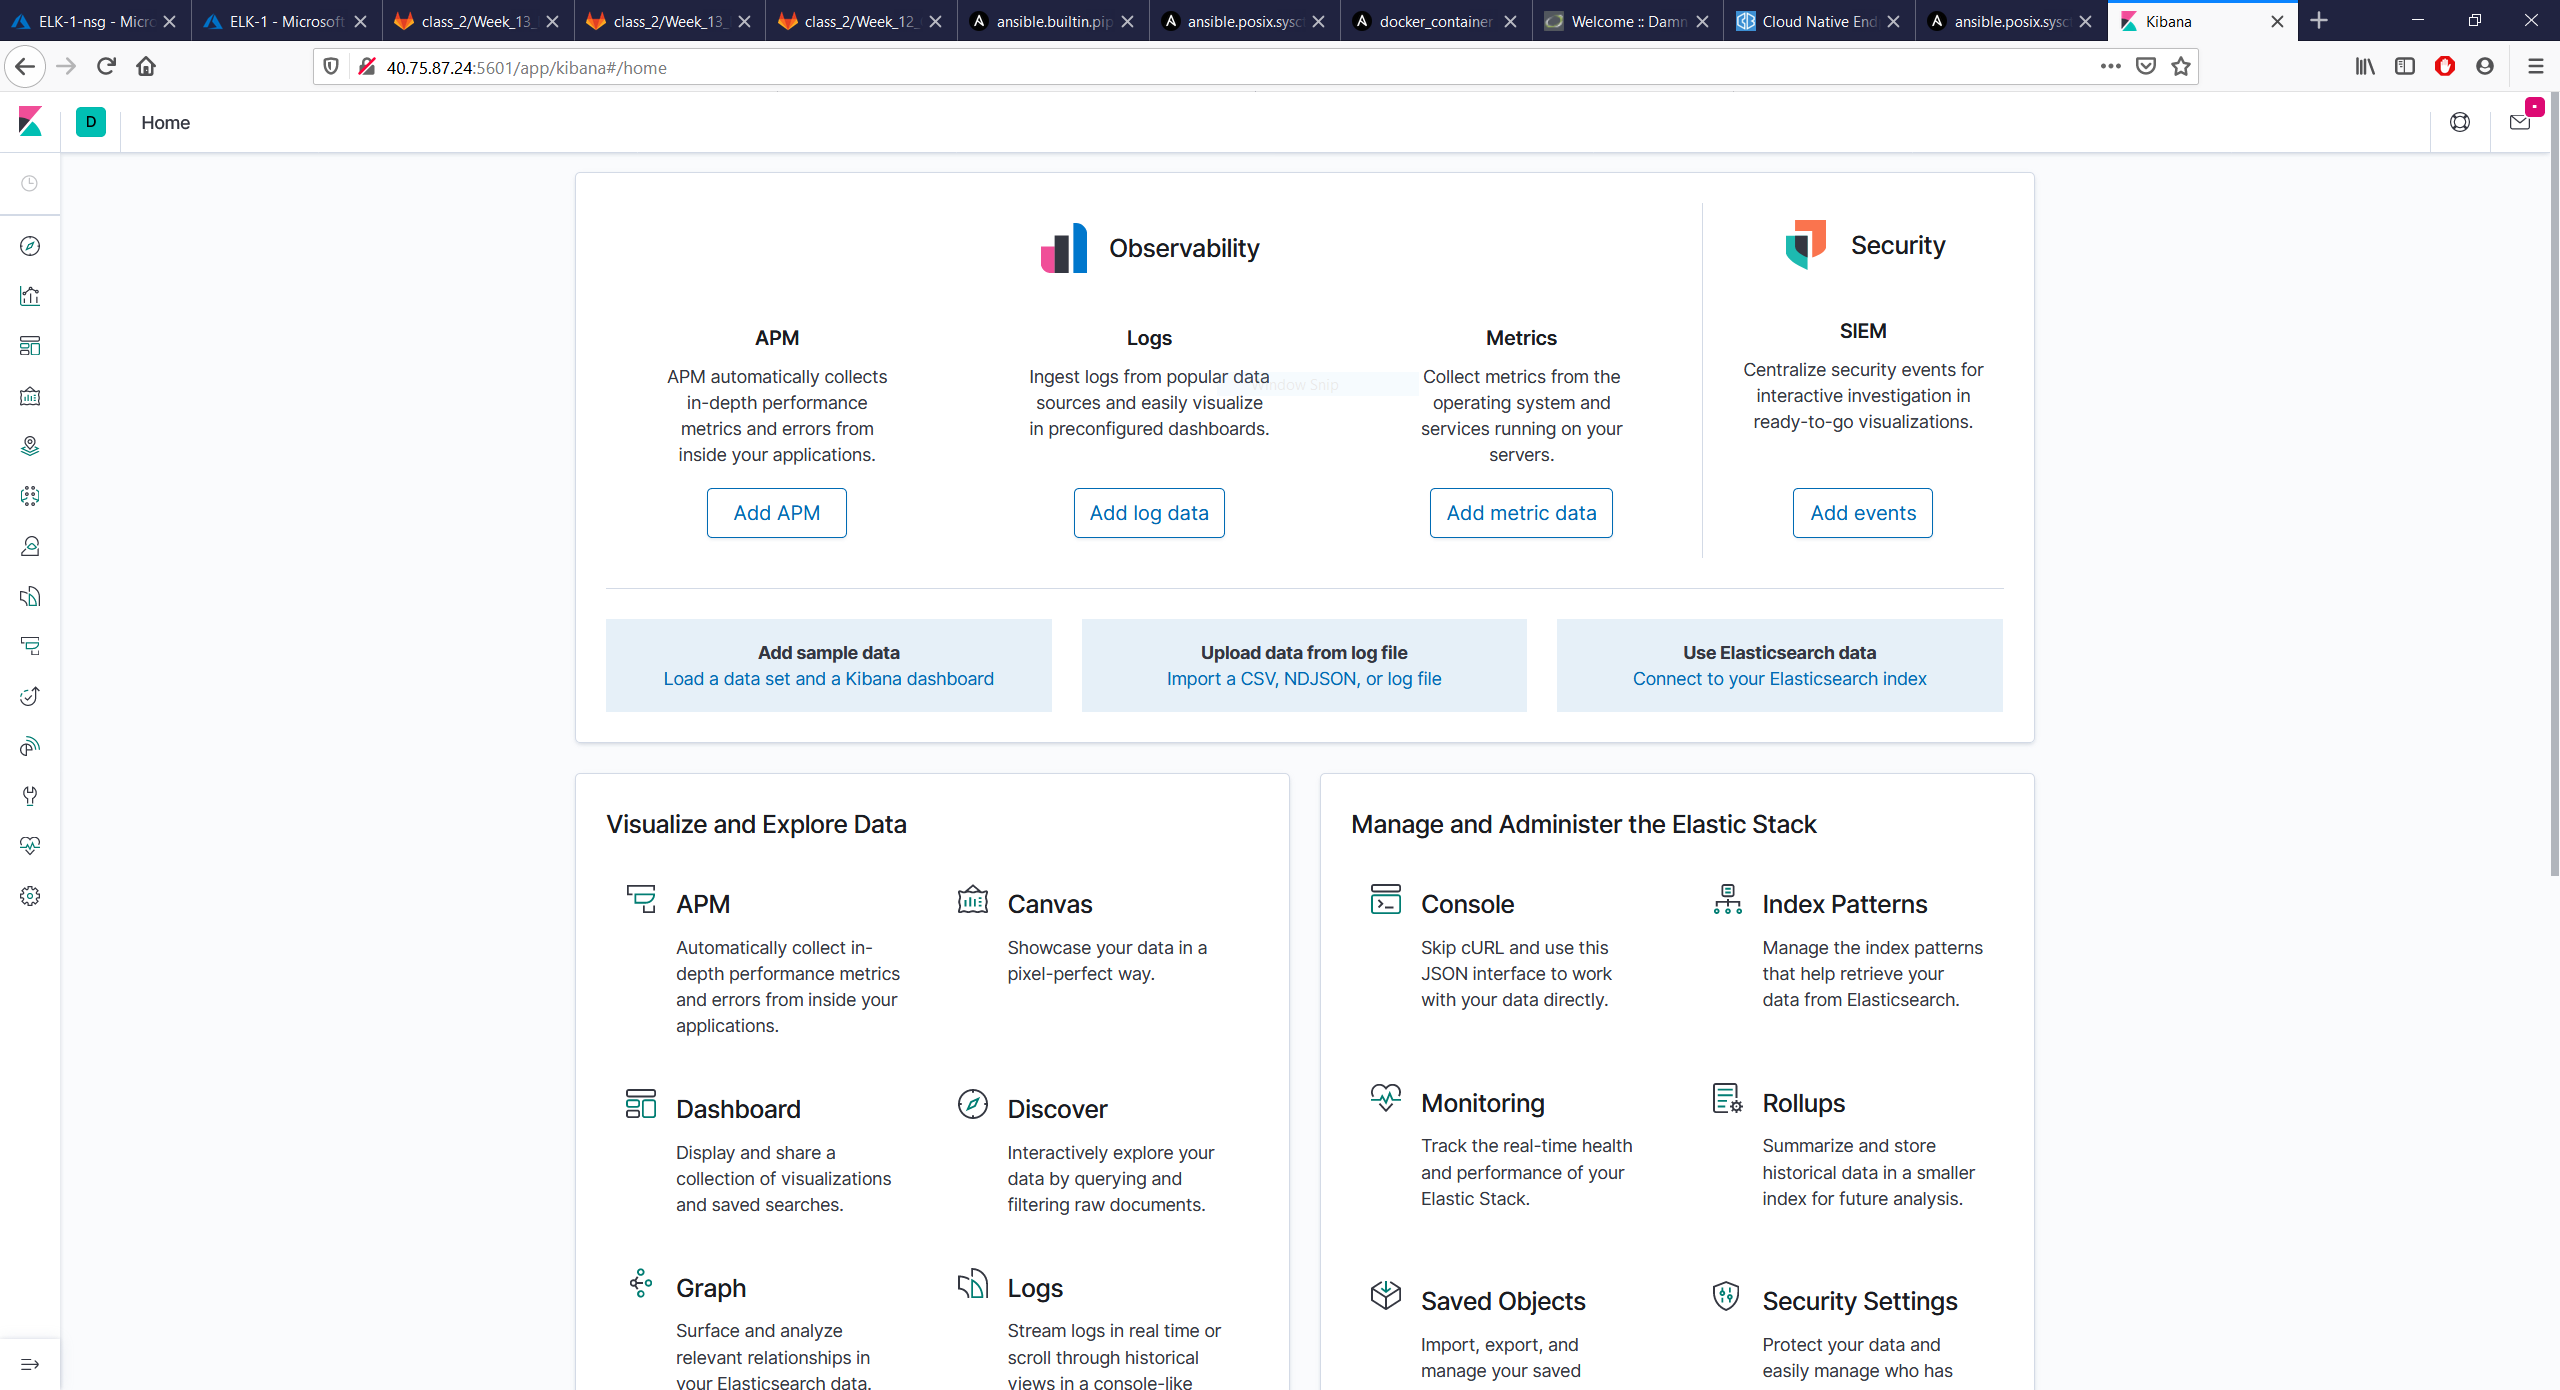 ELK-1-nsg - Micro
ELK-1 - Microsoft
class_2/Week_13_
class_2/Week_13_
class_2/Week_12_
ansible.builtin.pip
ansible.posix.sysc
docker_container
Welcome :: Damn
Cloud Native End
ansible.posix.sysc
Kibana
40.75.87.24:5601/app/kibana#/home
D
Home
Observability
Security
APM
APM automatically collects
in-depth performance
metrics and errors from
inside your applications.
Add APM
Logs
Ingest logs from popular data
sources and easily visualize
in preconfigured dashboards.
Add log data
Window Snip
Metrics
Collect metrics from the
operating system and
services running on your
servers.
Add metric data
SIEM
Centralize security events for
interactive investigation in
ready-to-go visualizations.
Add events
Add sample data
Load a data set and a Kibana dashboard
Upload data from log file
Import a CSV, NDJSON, or log file
Use Elasticsearch data
Connect to your Elasticsearch index
Visualize and Explore Data
APM
Automatically collect in-
depth performance metrics
and errors from inside your
applications.
Canvas
Showcase your data in a
pixel-perfect way.
Dashboard
Display and share a
collection of visualizations
and saved searches.
Discover
Interactively explore your
data by querying and
filtering raw documents.
Graph
Surface and analyze
relevant relationships in
your Elasticsearch data.
Logs
Stream logs in real time or
scroll through historical
views in a console-like
Manage and Administer the Elastic Stack
Console
Skip cURL and use this
JSON interface to work
with your data directly.
Index Patterns
Manage the index patterns
that help retrieve your
data from Elasticsearch.
Monitoring
Track the real-time health
and performance of your
Elastic Stack.
Rollups
Summarize and store
historical data in a smaller
index for future analysis.
Saved Objects
Import, export, and
manage your saved
Security Settings
Protect your data and
easily manage who has